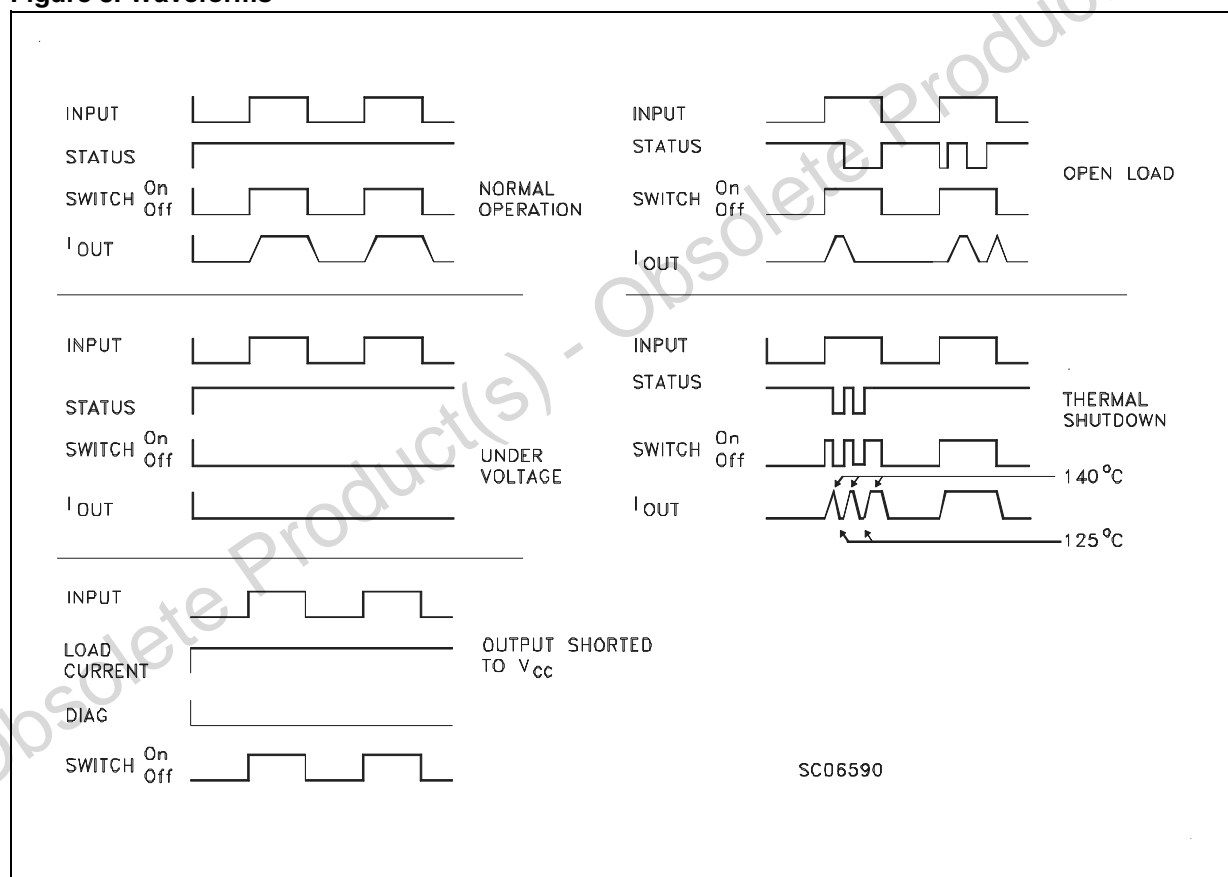 Figure 5. Waveforms
INPUT
STATUS
SWITCH On
Off
NORMAL
OPERATION
I OUT
INPUT
STATUS
OPEN LOAD
SWITCH On
Off
I OUT
INPUT
STATUS
SWITCH On
Off
UNDER
VOLTAGE
I OUT
INPUT
STATUS
THERMAL
SHUTDOWN
SWITCH On
Off
140 °C
I OUT
125 °C
INPUT
LOAD
CURRENT
OUTPUT SHORTED
TO VCC
DIAG
SWITCH On
Off
SC06590
Obsolete Product(s) - Obsolete Product